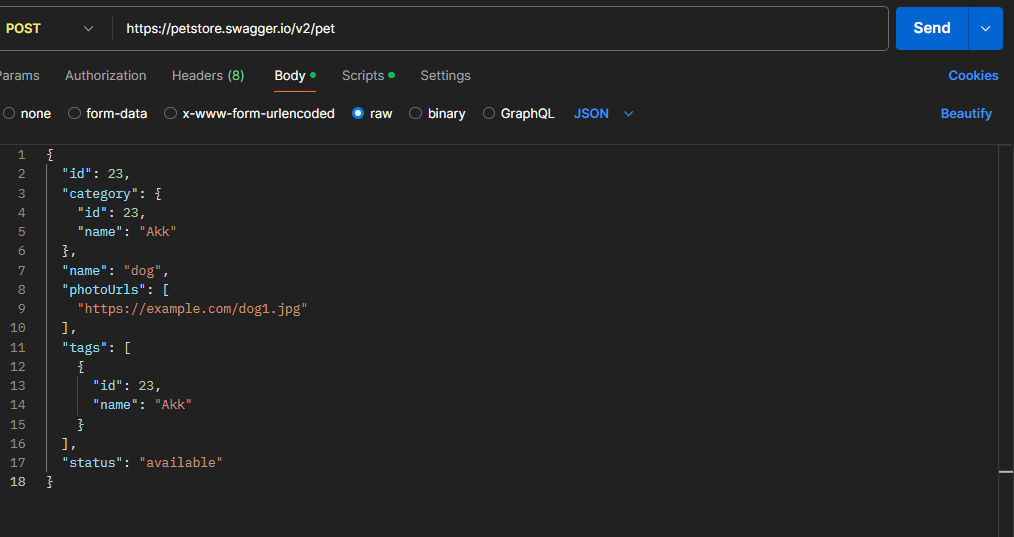 POST https://petstore.swagger.io/v2/pet Send
Params Authorization Headers (8) Body Scripts Settings Cookies
none form-data x-www-form-urlencoded raw binary GraphQL JSON Beautify
1 {
2 "id": 23,
3 "category": {
4 "id": 23,
5 "name": "Akk"
6 },
7 "name": "dog",
8 "photoUrls": [
9 "https://example.com/dog1.jpg"
10 ],
11 "tags": [
12 {
13 "id": 23,
14 "name": "Akk"
15 }
16 ],
17 "status": "available"
18 }